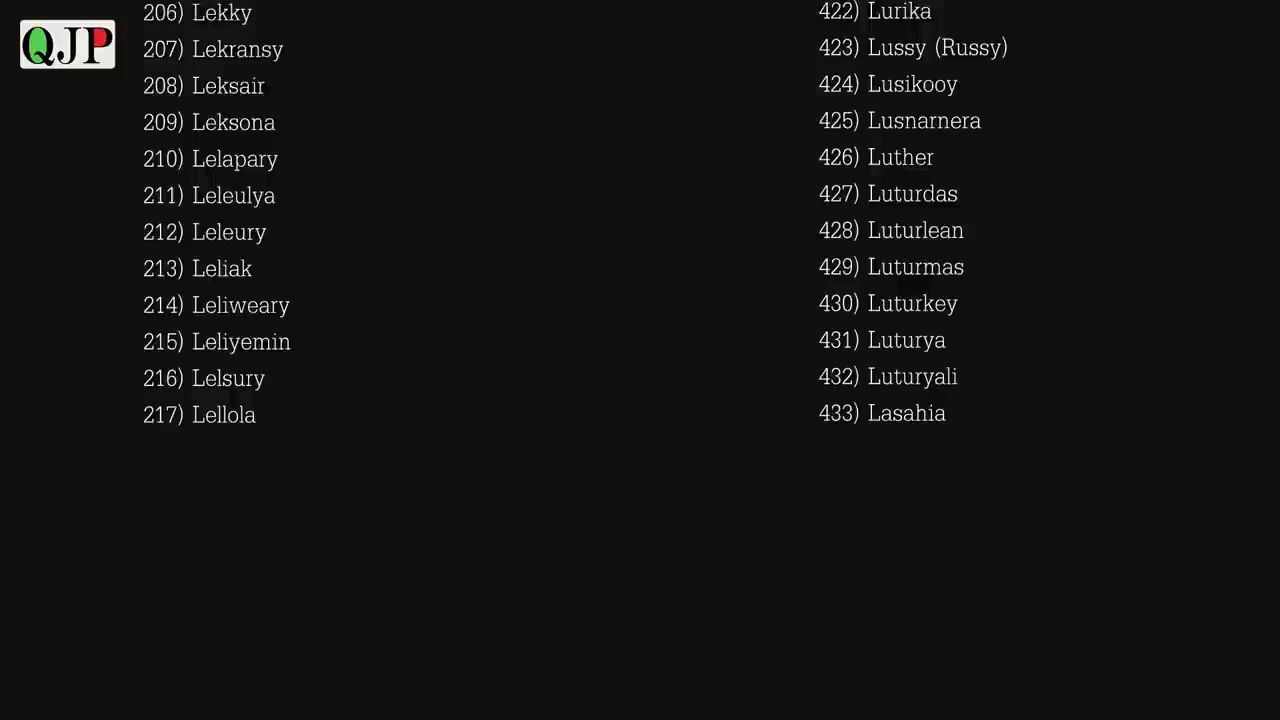 QJP
206) Lekky
207) Lekransy
208) Leksair
209) Leksona
210) Lelapary
211) Leleulya
212) Leleury
213) Leliak
214) Leliweary
215) Leliyemin
216) Lelsury
217) Lellola
422) Lurika
423) Lussy (Russy)
424) Lusikooy
425) Lusnarnera
426) Luther
427) Luturdas
428) Luturlean
429) Luturmas
430) Luturkey
431) Luturya
432) Luturyali
433) Lasahia